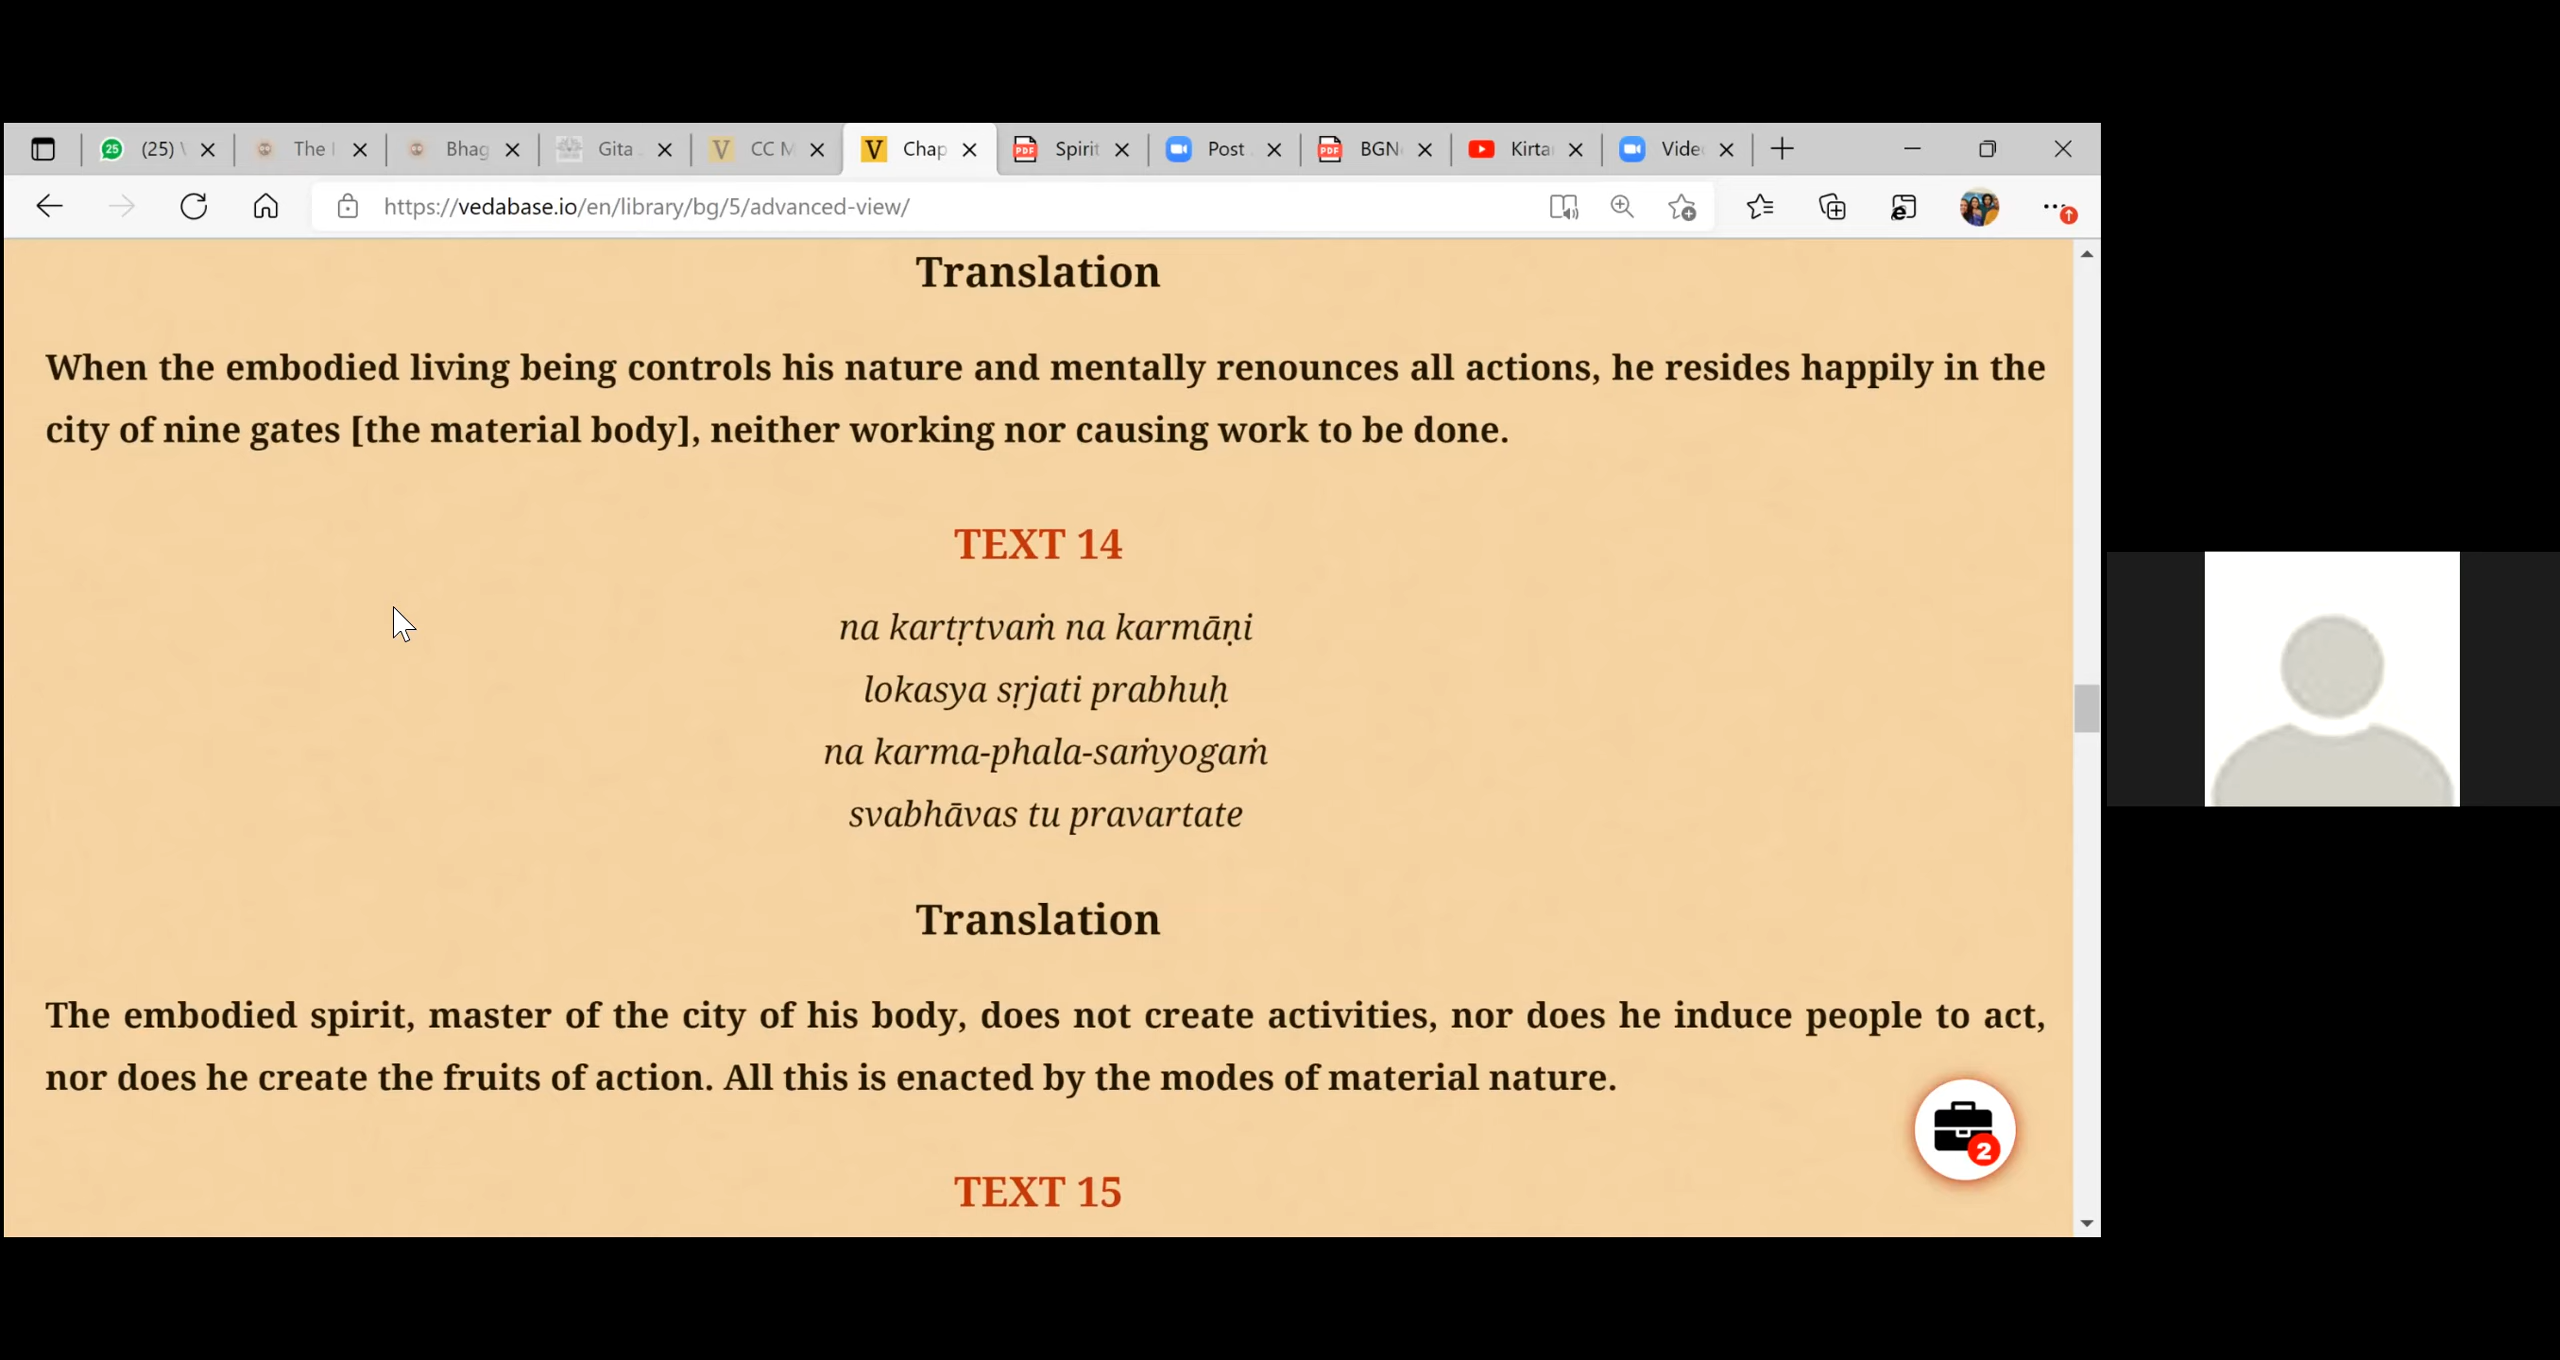 25 (25) The Bhag Gita CC M Chap PDF Spirit Post PDF BGN Kirta Vide
https://vedabase.io/en/library/bg/5/advanced-view/
Translation
When the embodied living being controls his nature and mentally renounces all actions, he resides happily in the
city of nine gates [the material body], neither working nor causing work to be done.
TEXT 14
na kartṛtvaṁ na karmāṇi
lokasya sṛjati prabhuḥ
na karma-phala-saṁyogaṁ
svabhāvas tu pravartate
Translation
The embodied spirit, master of the city of his body, does not create activities, nor does he induce people to act,
nor does he create the fruits of action. All this is enacted by the modes of material nature.
2
TEXT 15